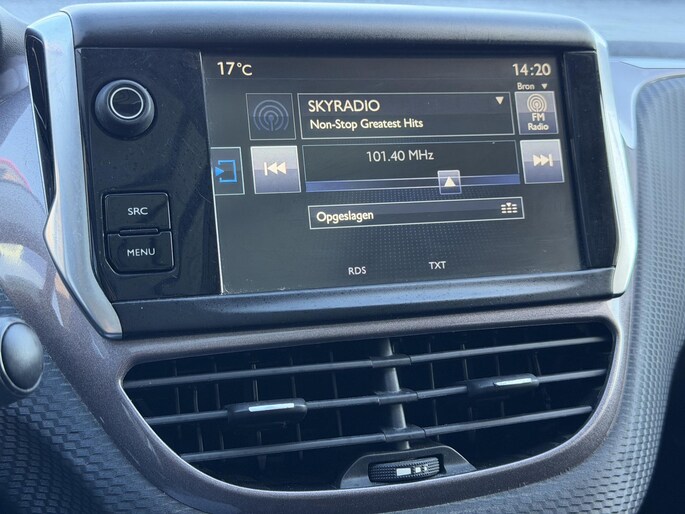 17°C
14:20
Bron
SKYRADIO
Non-Stop Greatest Hits
FM
Radio
101.40 MHz
SRC
Opgeslagen
MENU
RDS
TXT